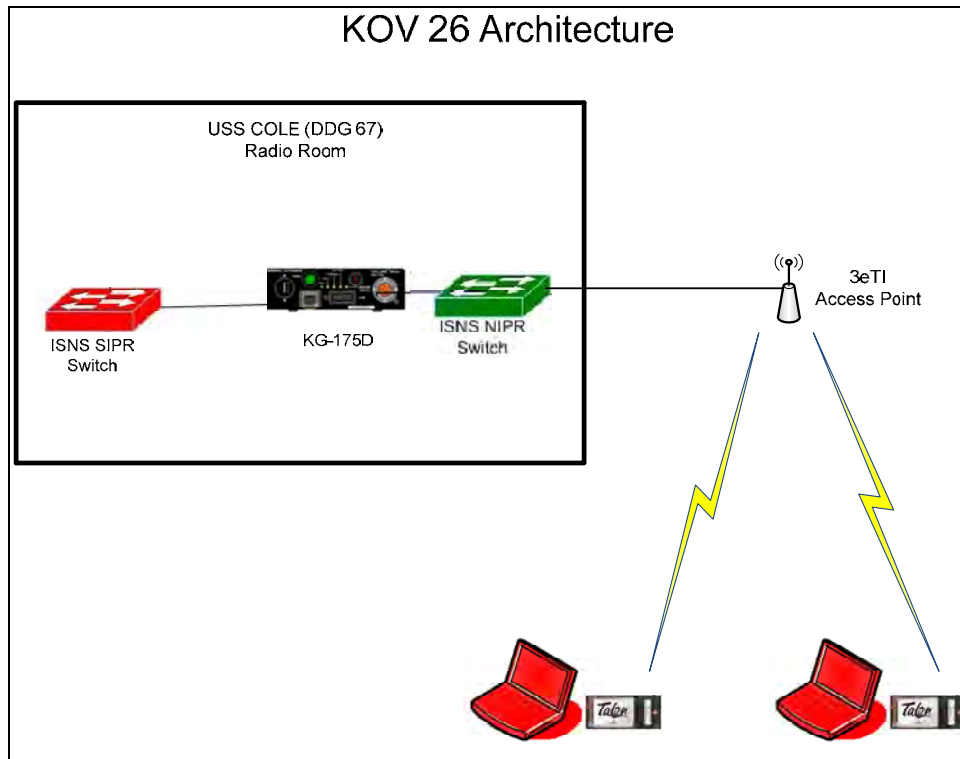 KOV 26 Architecture
USS COLE (DDG 67)
Radio Room
ISNS SIPR
Switch
KG-175D
ISNS NIPR
Switch
3eTI
Access Point
Talon
Talon